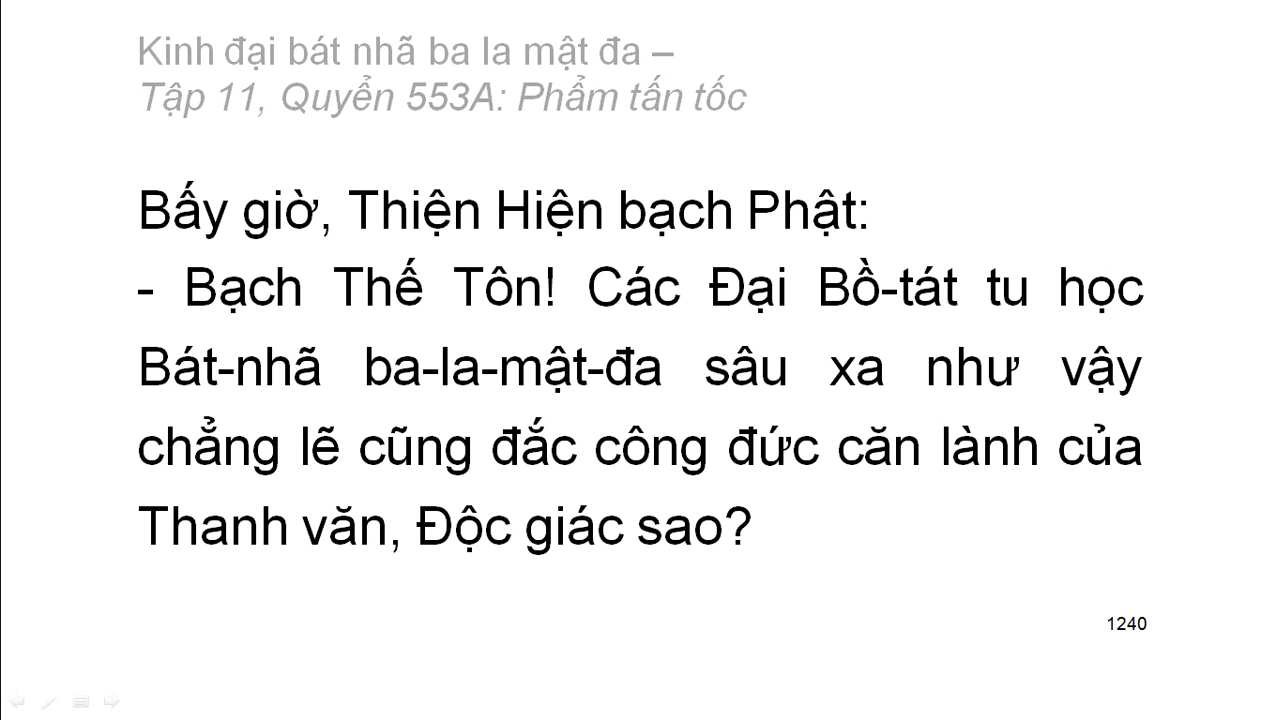 Kinh đại bát nhã ba la mật đa –
Tập 11, Quyển 553A: Phẩm tấn tốc
Bấy giờ, Thiện Hiện bạch Phật:
- Bạch Thế Tôn! Các Đại Bồ-tát tu học
Bát-nhã ba-la-mật-đa sâu xa như vậy
chẳng lẽ cũng đắc công đức căn lành của
Thanh văn, Độc giác sao?
1240